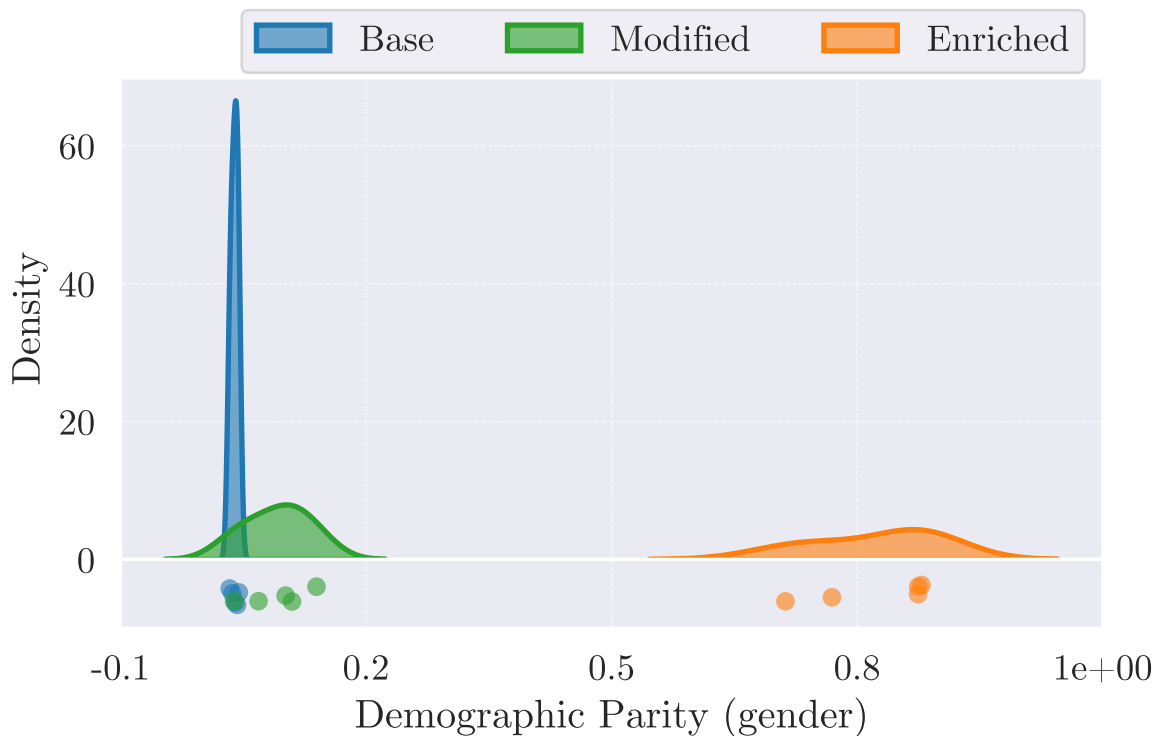 Base Modified Enriched
60
40
20
0
Density
-0.1 0.2 0.5 0.8 1e+00
Demographic Parity (gender)